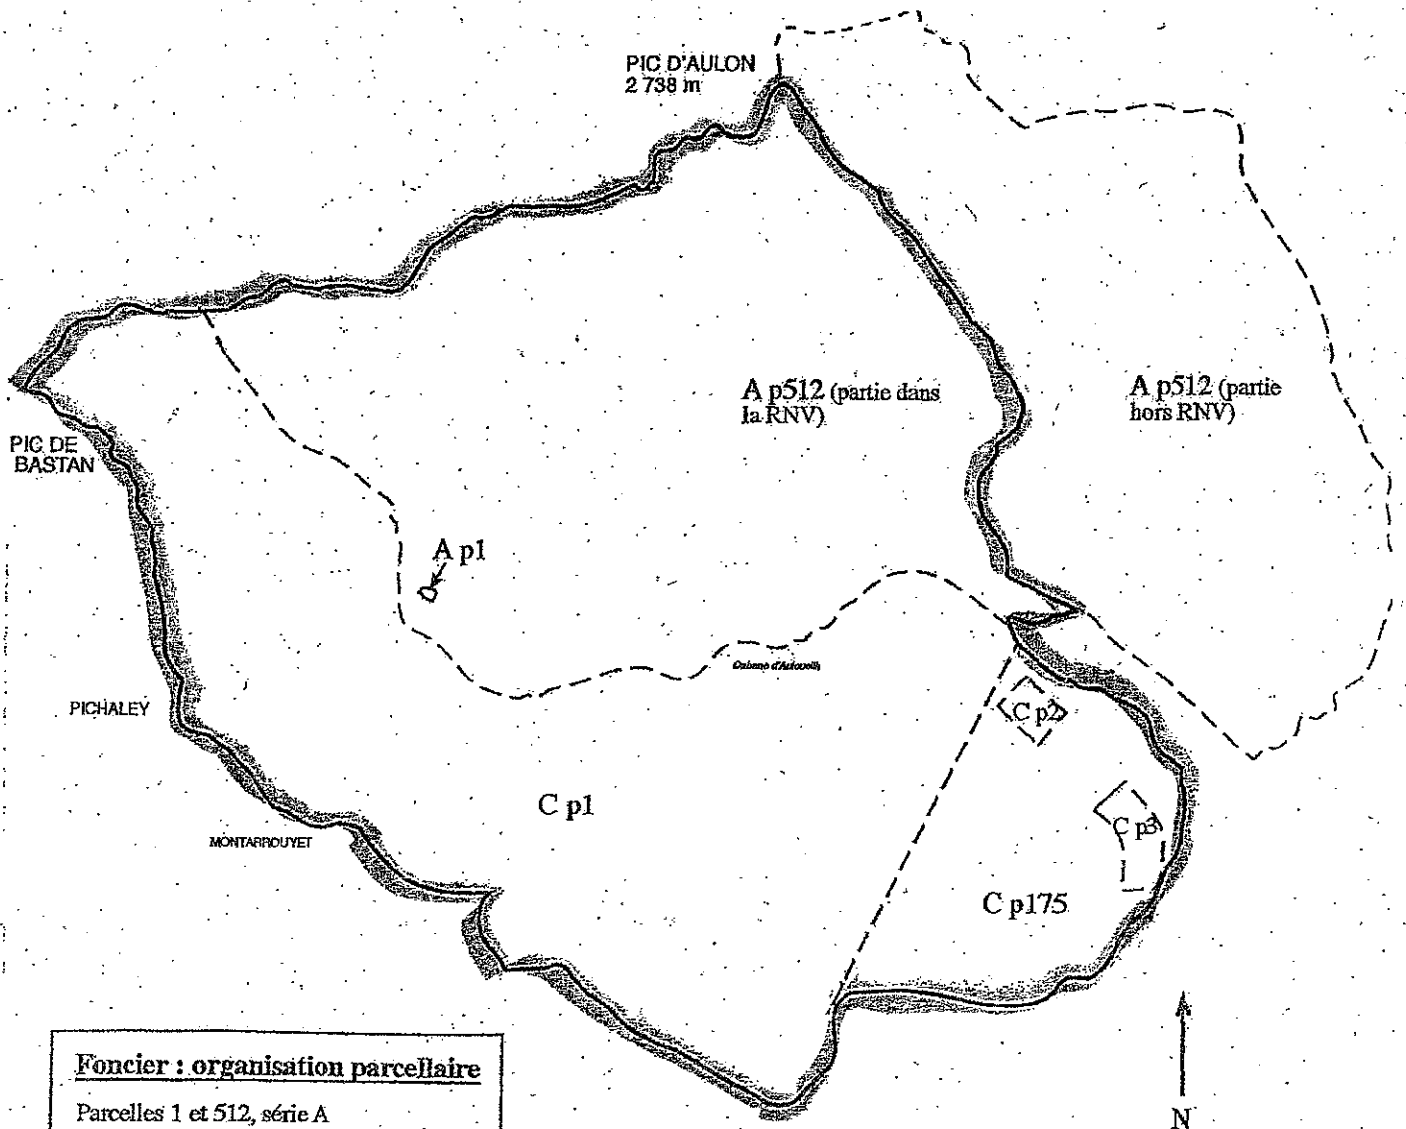 PIC D'AULON
2 738 m
A p512 (partie dans
la RNV)
A p512 (partie
hors RNV)
PIC DE
BASTAN
A p1
PICHALEY
C p2
C p1
C p3
MONTARROUYET
C p175
Foncier : organisation parcellaire
Parcelles 1 et 512, série A
N